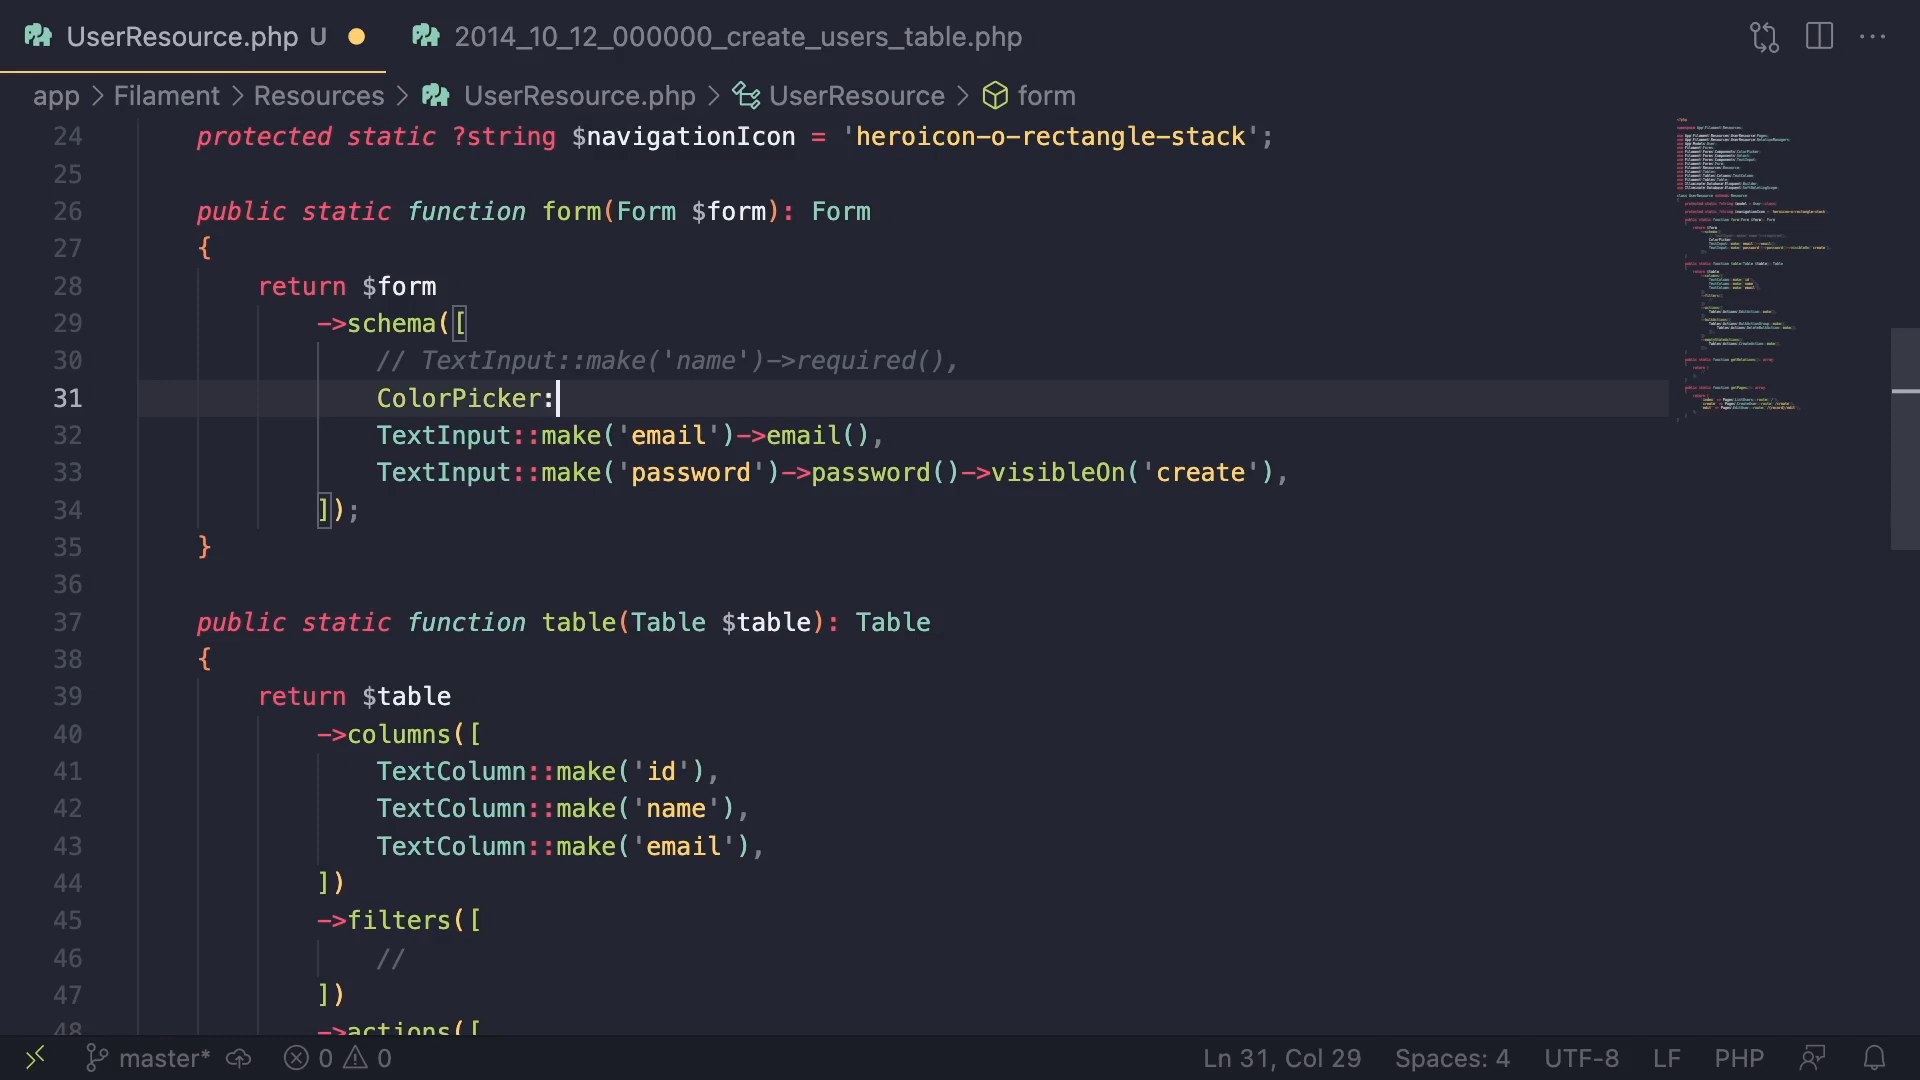 UserResource.php U
2014_10_12_000000_create_users_table.php
app > Filament > Resources > UserResource.php > UserResource > form
24 protected static ?string $navigationIcon = 'heroicon-o-rectangle-stack';
25
26 public static function form(Form $form): Form
27 {
28 return $form
29 ->schema([
30 // TextInput::make('name')->required(),
31 ColorPicker:
32 TextInput::make('email')->email(),
33 TextInput::make('password')->password()->visibleOn('create'),
34 ]);
35 }
36
37 public static function table(Table $table): Table
38 {
39 return $table
40 ->columns([
41 TextColumn::make('id'),
42 TextColumn::make('name'),
43 TextColumn::make('email'),
44 ])
45 ->filters([
46 //
47 ])
48 ->actions([
master* 0 0
Ln 31, Col 29 Spaces: 4 UTF-8 LF PHP